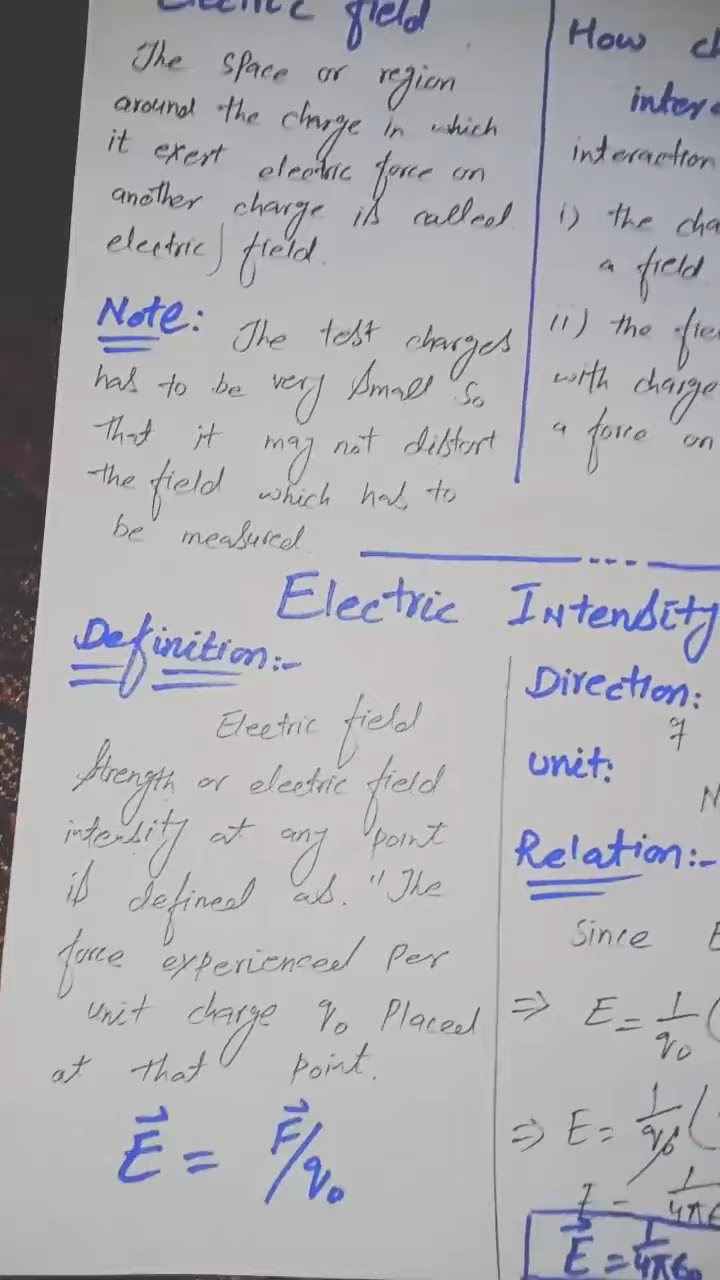 Electric field
The space or region
around the charge in which
it exert electric force on
another charge is called
electric) field.
Note: The test charges
has to be very small so
that it may not distort
the field which has to
be measured
How
interaction
i) the
a field
ii) the
with charge
a force on
Electric Intensity
Definition:-
Electric field
strength or electric field
intensity at any point
is defined as. "The
force experienced Per
unit charge q₀ Placed
at that point.
E⃗ = F⃗/q₀
Direction:
unit:
N
Relation:-
Since E
⇒ E = 1/q₀ (
⇒ E = 1/q₀ (
E⃗ = 1/4πε₀